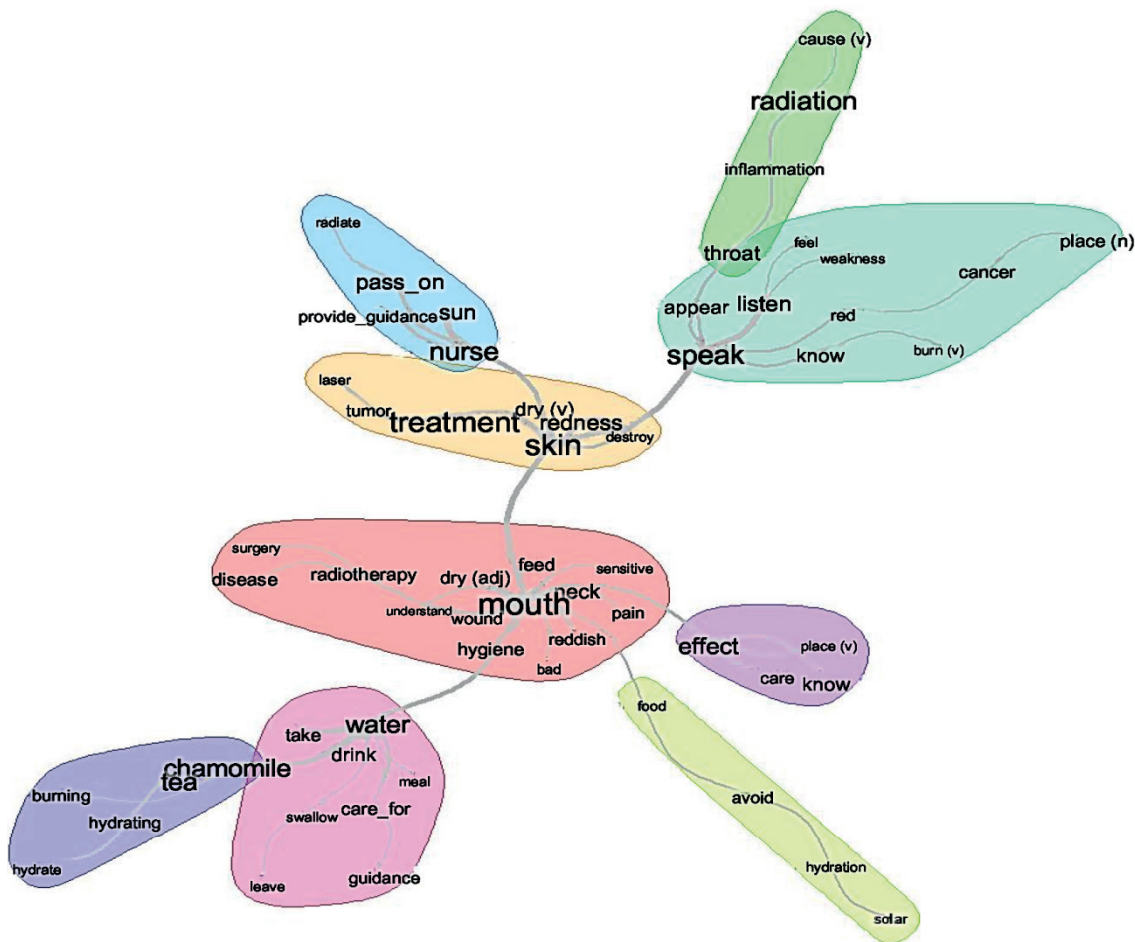 cause (v)
radiation
inflammation
throat
feel
weakness
place (n)
cancer
appear
listen
red
speak
know
burn (v)
radiate
pass_on
provide_guidance
sun
nurse
laser
tumor
treatment
dry (v)
redness
destroy
skin
surgery
disease
radiotherapy
feed
dry (adj)
sensitive
neck
understand
mouth
wound
pain
hygiene
reddish
bad
effect
place (v)
care
know
food
avoid
hydration
solar
water
take
drink
meal
swallow
care_for
leave
guidance
chamomile
tea
burning
hydrating
hydrate